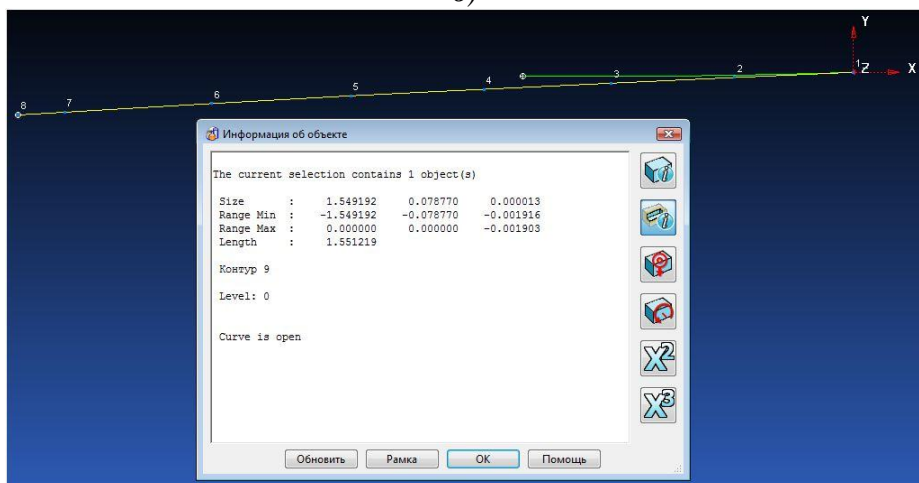 Y
8 7 6 5 4 3 2 1 Z X
Информация об объекте
The current selection contains 1 object(s)
Size : 1.549192 0.078770 0.000013
Range Min : -1.549192 -0.078770 -0.001916
Range Max : 0.000000 0.000000 -0.001903
Length : 1.551219
Контур 9
Level: 0
Curve is open
X2
X3
Обновить Рамка OK Помощь